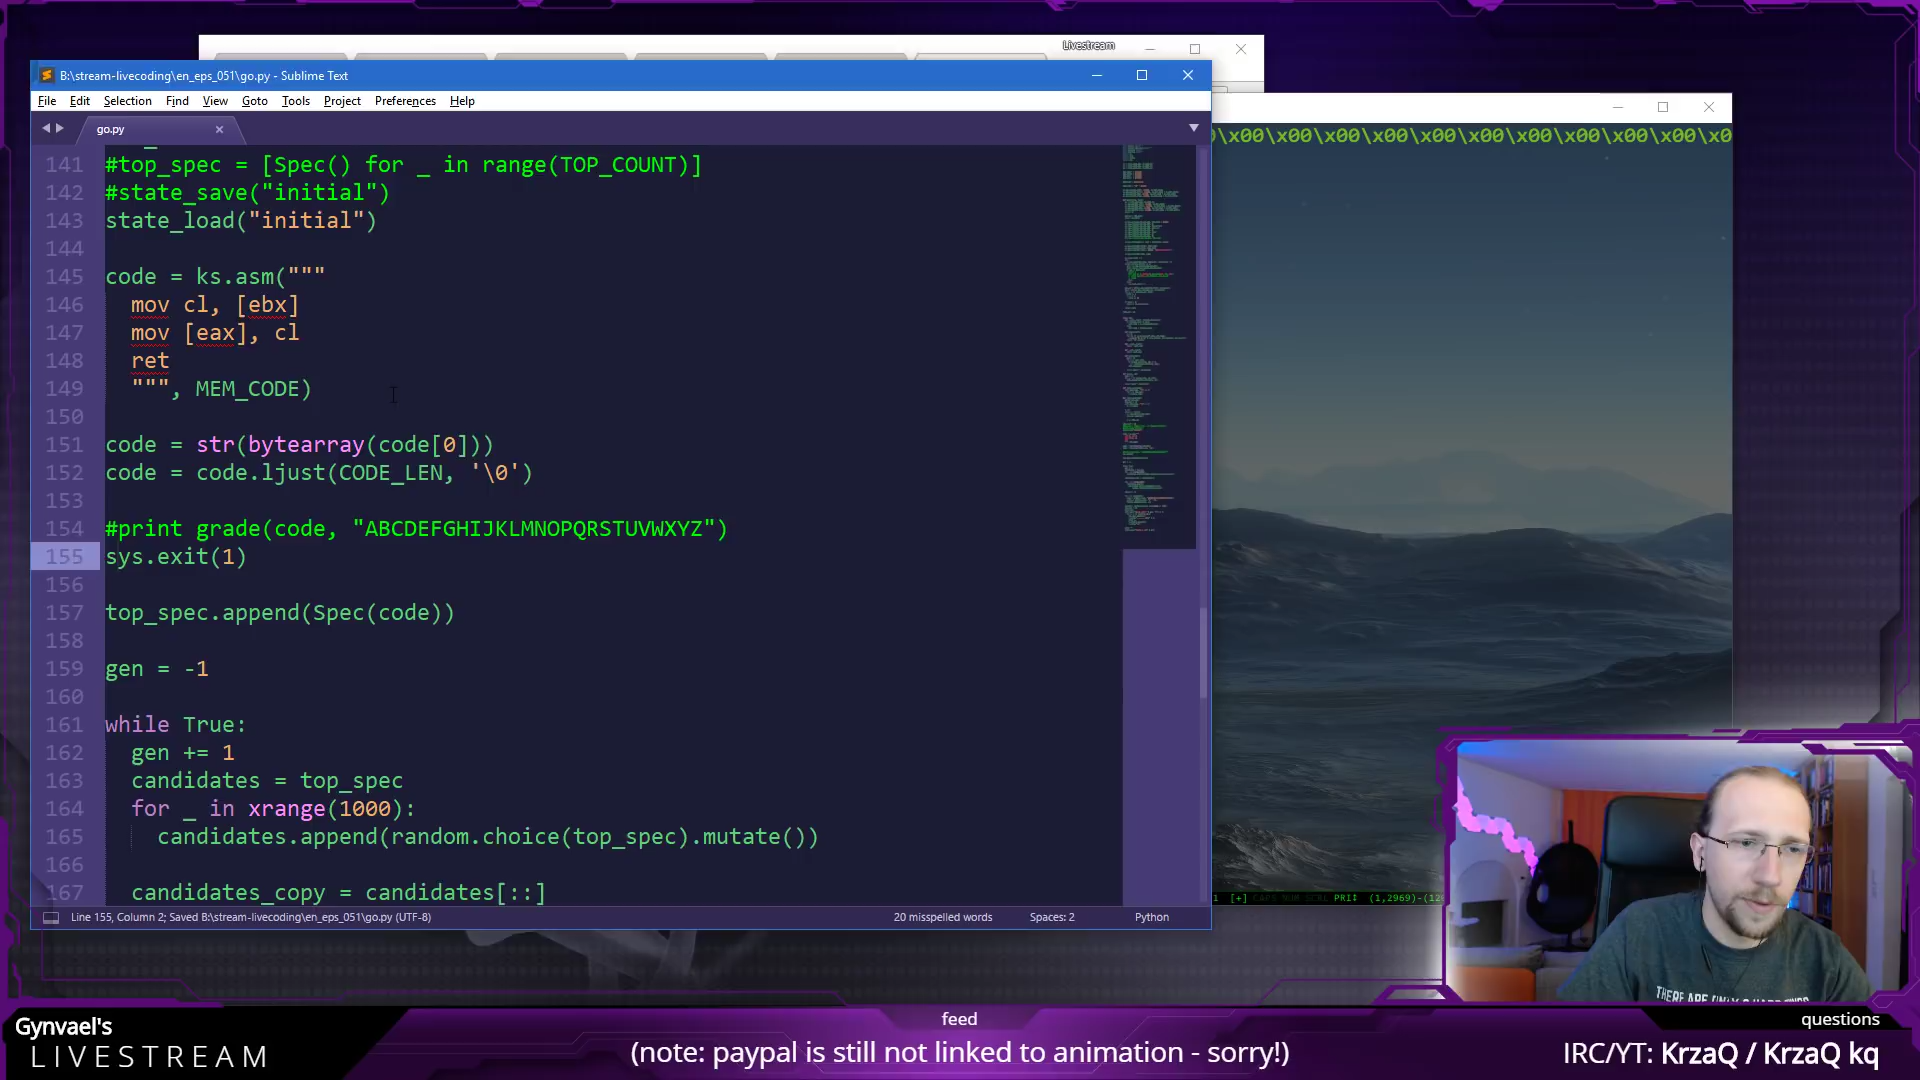 Livestream
B:\stream-livecoding\en_eps_051\go.py - Sublime Text
File Edit Selection Find View Goto Tools Project Preferences Help
go.py
141 #top_spec = [Spec() for _ in range(TOP_COUNT)]
142 #state_save("initial")
143 state_load("initial")
144
145 code = ks.asm("""
146 mov cl, [ebx]
147 mov [eax], cl
148 ret
149 """, MEM_CODE)
150
151 code = str(bytearray(code[0]))
152 code = code.ljust(CODE_LEN, '\0')
153
154 #print grade(code, "ABCDEFGHIJKLMNOPQRSTUVWXYZ")
155 sys.exit(1)
156
157 top_spec.append(Spec(code))
158
159 gen = -1
160
161 while True:
162 gen += 1
163 candidates = top_spec
164 for _ in xrange(1000):
165 candidates.append(random.choice(top_spec).mutate())
166
167 candidates_copy = candidates[::]
Line 155, Column 2; Saved B:\stream-livecoding\en_eps_051\go.py (UTF-8)
20 misspelled words
Spaces: 2
Python
\x00\x00\x00\x00\x00\x00\x00\x00\x00\x0
[+] CAPS NUM SCRL PRI
Gynvael's
LIVESTREAM
feed
(note: paypal is still not linked to animation - sorry!)
questions
IRC/YT: KrzaQ / KrzaQ kq